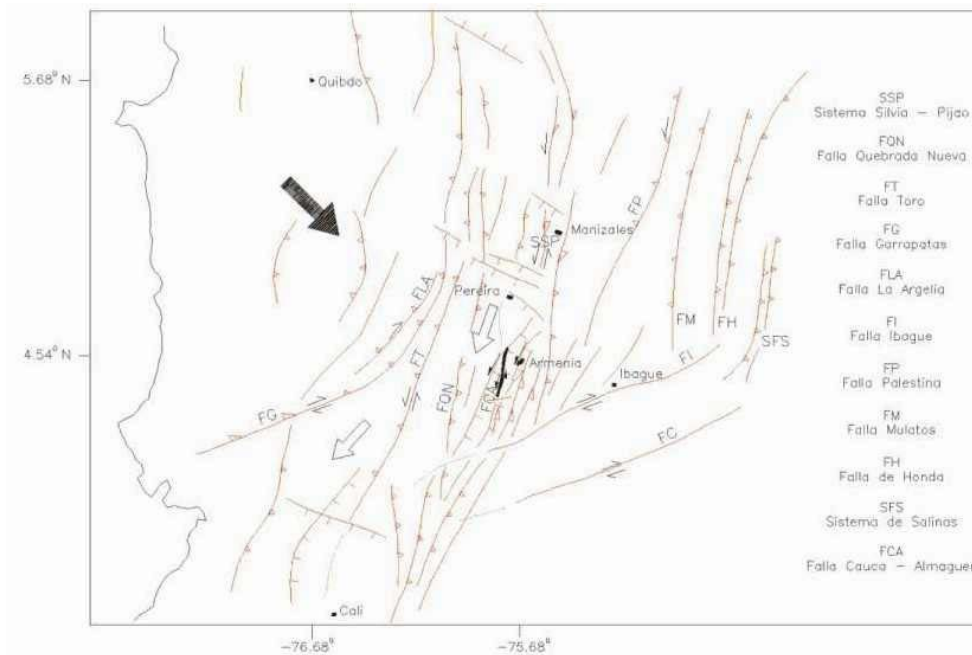 5.68° N
Quibdo
SSP
Sistema Silvia – Pijao
FQN
Falla Quebrada Nueva
FT
Falla Toro
FP
Manizales
SSP
FG
Falla Garrapatas
FLA
Falla La Argelia
FLA
Pereira
FM
FH
SFS
FI
Falla Ibague
4.54° N
Armenia
FT
FI
Ibague
FP
Falla Palestina
FQN
FCA
FG
FC
FM
Falla Mulatos
FH
Falla de Honda
SFS
Sistema de Salinas
FCA
Falla Cauca – Almaguer
Cali
-76.68°
-75.68°